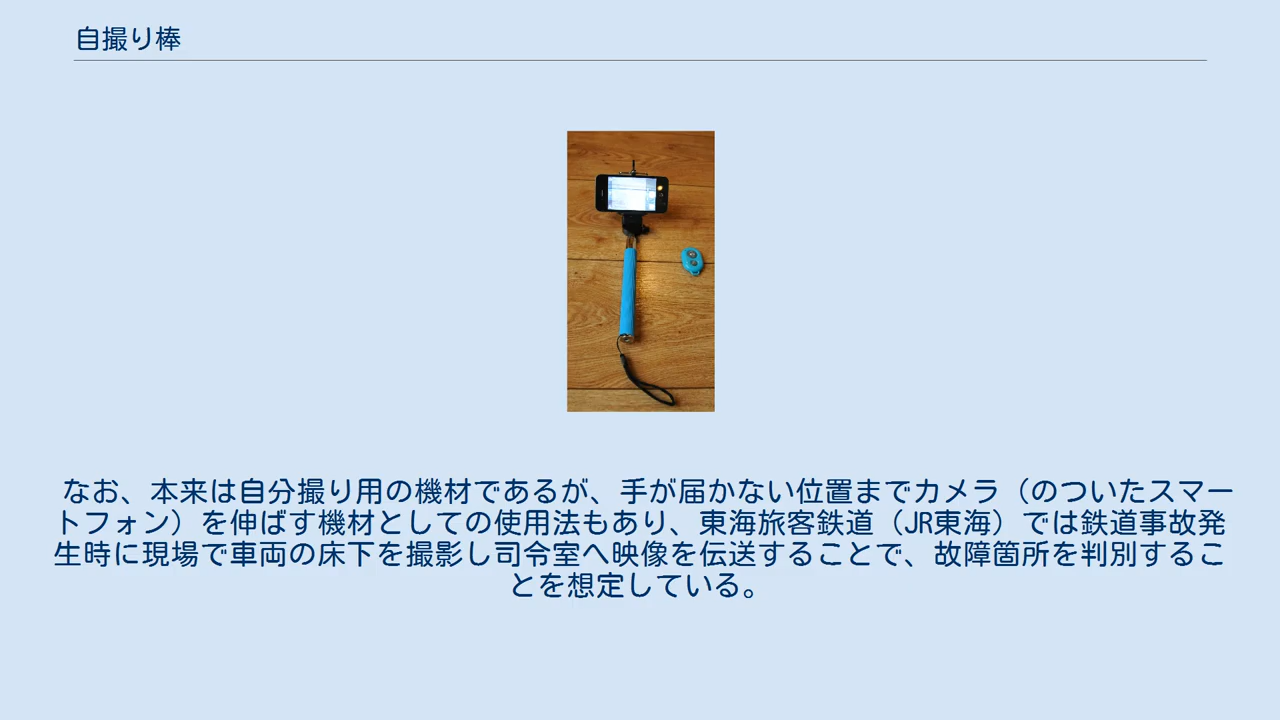 自撮り棒
なお、本来は自分撮り用の機材であるが、手が届かない位置までカメラ（のついたスマー
トフォン）を伸ばす機材としての使用法もあり、東海旅客鉄道（JR東海）では鉄道事故発
生時に現場で車両の床下を撮影し司令室へ映像を伝送することで、故障箇所を判別するこ
とを想定している。